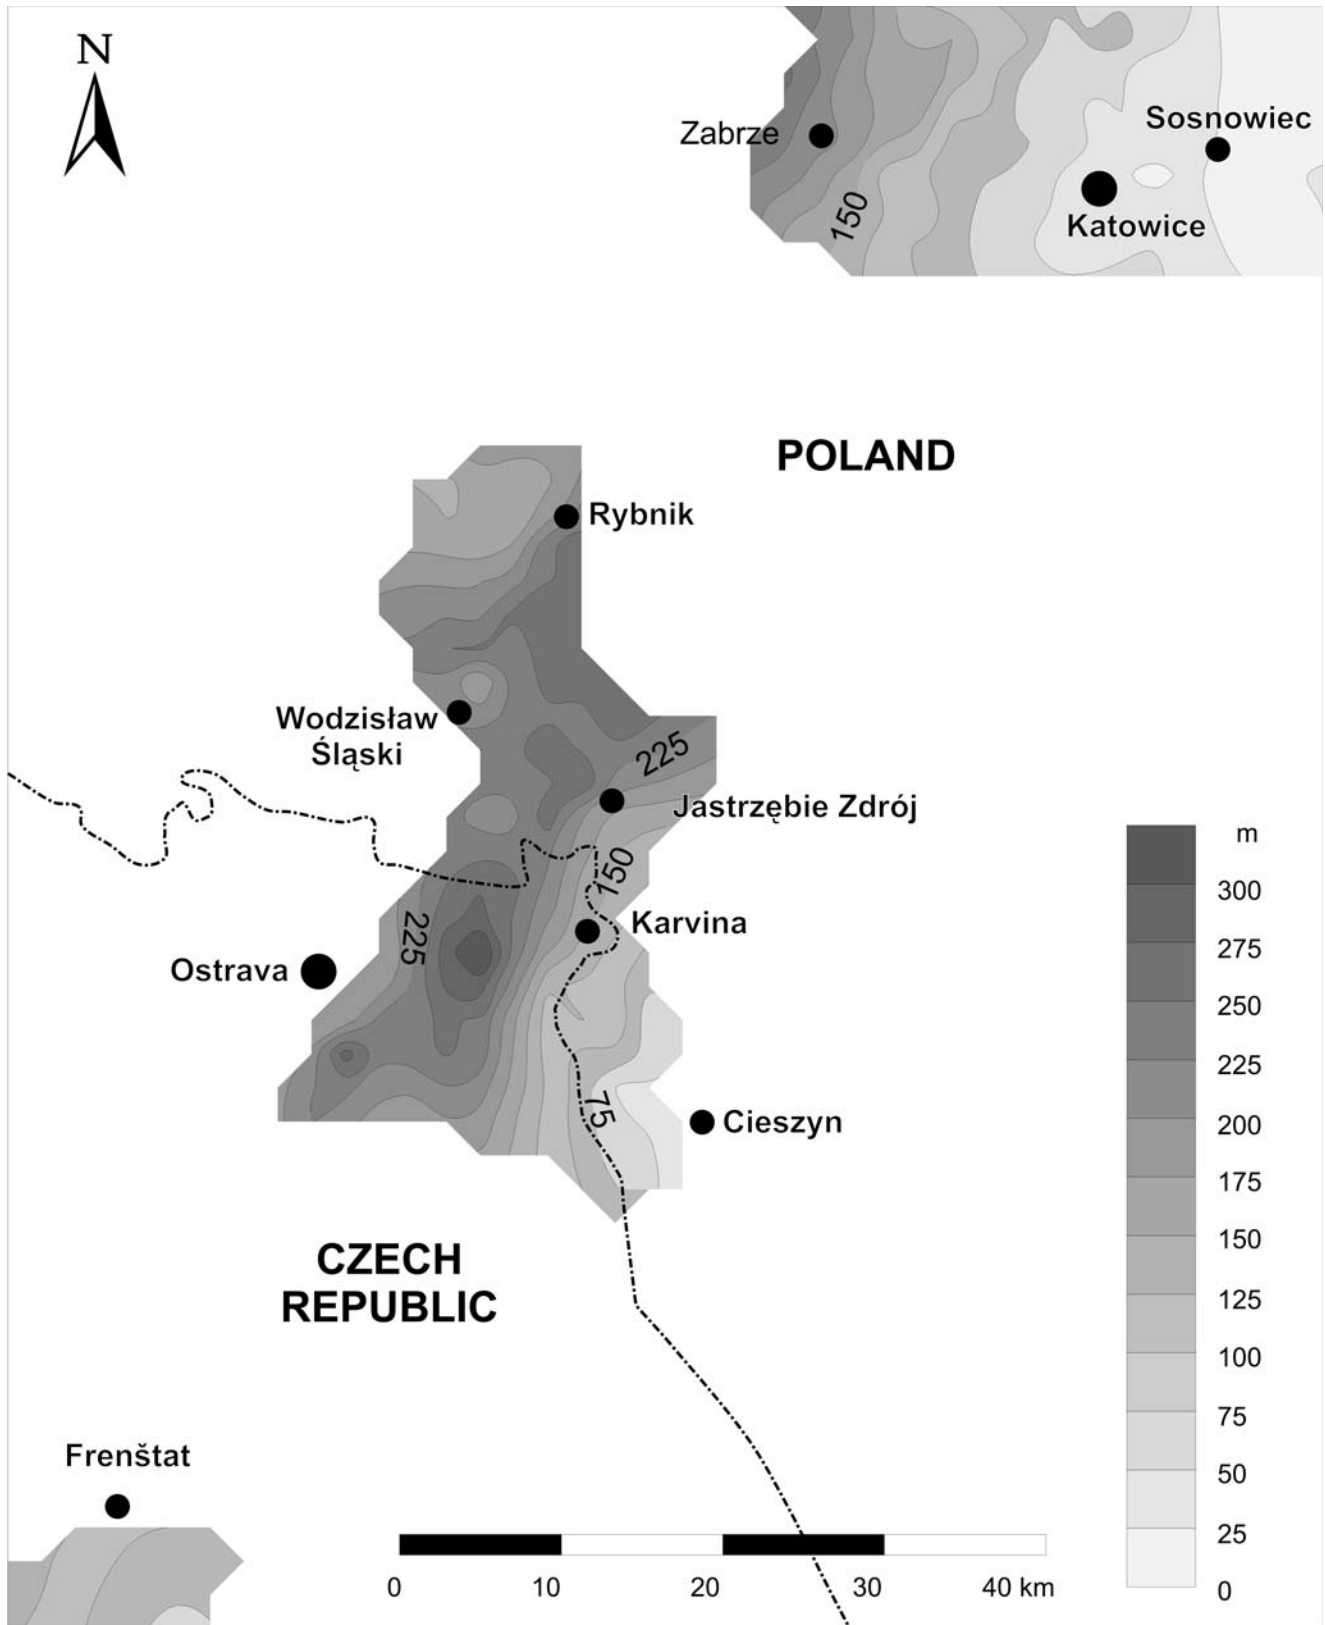 N
Zabrze
Sosnowiec
150
Katowice
POLAND
Rybnik
Wodzisław
Śląski
225
Jastrzębie Zdrój
150
Karvina
225
Ostrava
75
Cieszyn
CZECH
REPUBLIC
Frenštat
0 10 20 30 40 km
m
300
275
250
225
200
175
150
125
100
75
50
25
0